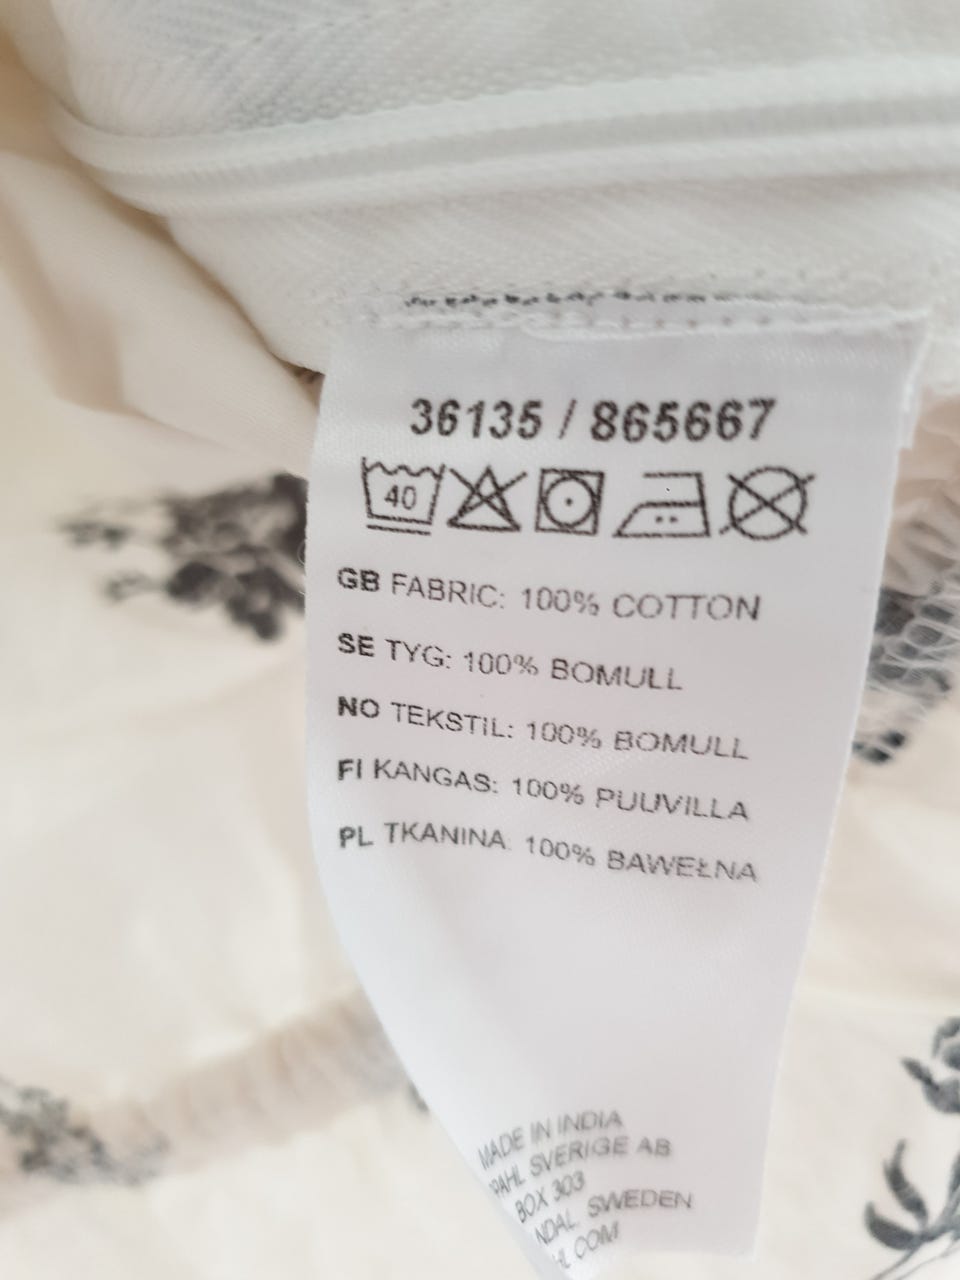 36135 / 865667
40
GB FABRIC: 100% COTTON
SE TYG: 100% BOMULL
NO TEKSTIL: 100% BOMULL
FI KANGAS: 100% PUUVILLA
PL TKANINA: 100% BAWEŁNA
MADE IN INDIA
SVERIGE AB
BOX 303
SWEDEN